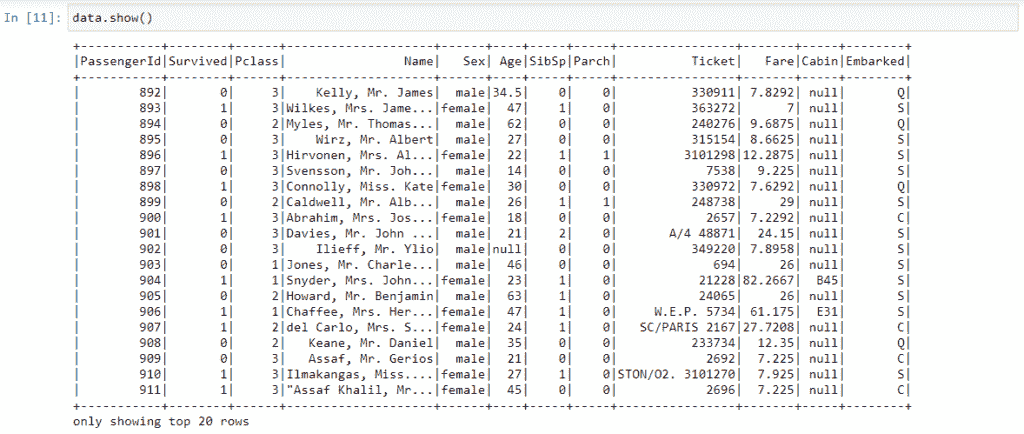 In [11]: data.show()
+-----------+--------+------+--------------------+------+----+-----+-----+------------------+-------+-----+--------+
|PassengerId|Survived|Pclass|                Name|   Sex| Age|SibSp|Parch|            Ticket|   Fare|Cabin|Embarked|
+-----------+--------+------+--------------------+------+----+-----+-----+------------------+-------+-----+--------+
|        892|       0|     3|    Kelly, Mr. James|  male|34.5|    0|    0|            330911| 7.8292| null|       Q|
|        893|       1|     3|Wilkes, Mrs. Jame...|female|  47|    1|    0|            363272|      7| null|       S|
|        894|       0|     2|Myles, Mr. Thomas...|  male|  62|    0|    0|            240276| 9.6875| null|       Q|
|        895|       0|     3|    Wirz, Mr. Albert|  male|  27|    0|    0|            315154| 8.6625| null|       S|
|        896|       1|     3|Hirvonen, Mrs. Al...|female|  22|    1|    1|           3101298|12.2875| null|       S|
|        897|       0|     3|Svensson, Mr. Joh...|  male|  14|    0|    0|              7538|  9.225| null|       S|
|        898|       1|     3|Connolly, Miss. Kate|female|  30|    0|    0|            330972| 7.6292| null|       Q|
|        899|       0|     2|Caldwell, Mr. Alb...|  male|  26|    1|    1|            248738|     29| null|       S|
|        900|       1|     3|Abrahim, Mrs. Jos...|female|  18|    0|    0|              2657| 7.2292| null|       C|
|        901|       0|     3|Davies, Mr. John ...|  male|  21|    2|    0|         A/4 48871|  24.15| null|       S|
|        902|       0|     3|    Ilieff, Mr. Ylio|  male|null|    0|    0|            349220| 7.8958| null|       S|
|        903|       0|     1|Jones, Mr. Charle...|  male|  46|    0|    0|               694|     26| null|       S|
|        904|       1|     1|Snyder, Mrs. John...|female|  23|    1|    0|             21228|82.2667|  B45|       S|
|        905|       0|     2|Howard, Mr. Benjamin|  male|  63|    1|    0|             24065|     26| null|       S|
|        906|       1|     1|Chaffee, Mrs. Her...|female|  47|    1|    0|       W.E.P. 5734| 61.175|  E31|       S|
|        907|       1|     2|del Carlo, Mrs. S...|female|  24|    1|    0|     SC/PARIS 2167|27.7208| null|       C|
|        908|       0|     2|    Keane, Mr. Daniel|  male|  35|    0|    0|            233734|  12.35| null|       Q|
|        909|       0|     3|   Assaf, Mr. Gerios|  male|  21|    0|    0|              2692|  7.225| null|       C|
|        910|       1|     3|Ilmakangas, Miss....|female|  27|    1|    0|STON/O2. 3101270|  7.925| null|       S|
|        911|       1|     3|"Assaf Khalil, Mr...|female|  45|    0|    0|              2696|  7.225| null|       C|
+-----------+--------+------+--------------------+------+----+-----+-----+------------------+-------+-----+--------+
only showing top 20 rows